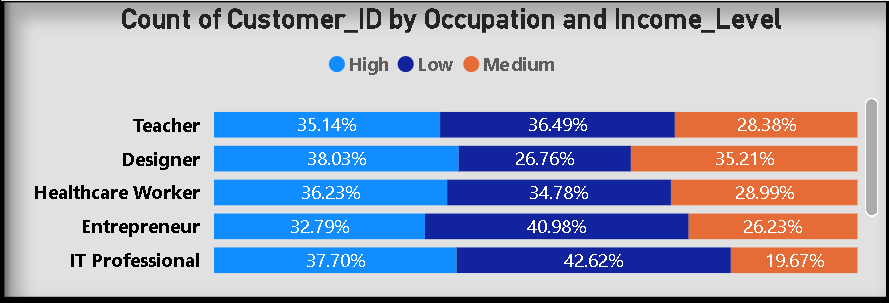 Count of Customer_ID by Occupation and Income_Level
High Low Medium
Teacher 35.14% 36.49% 28.38%
Designer 38.03% 26.76% 35.21%
Healthcare Worker 36.23% 34.78% 28.99%
Entrepreneur 32.79% 40.98% 26.23%
IT Professional 37.70% 42.62% 19.67%